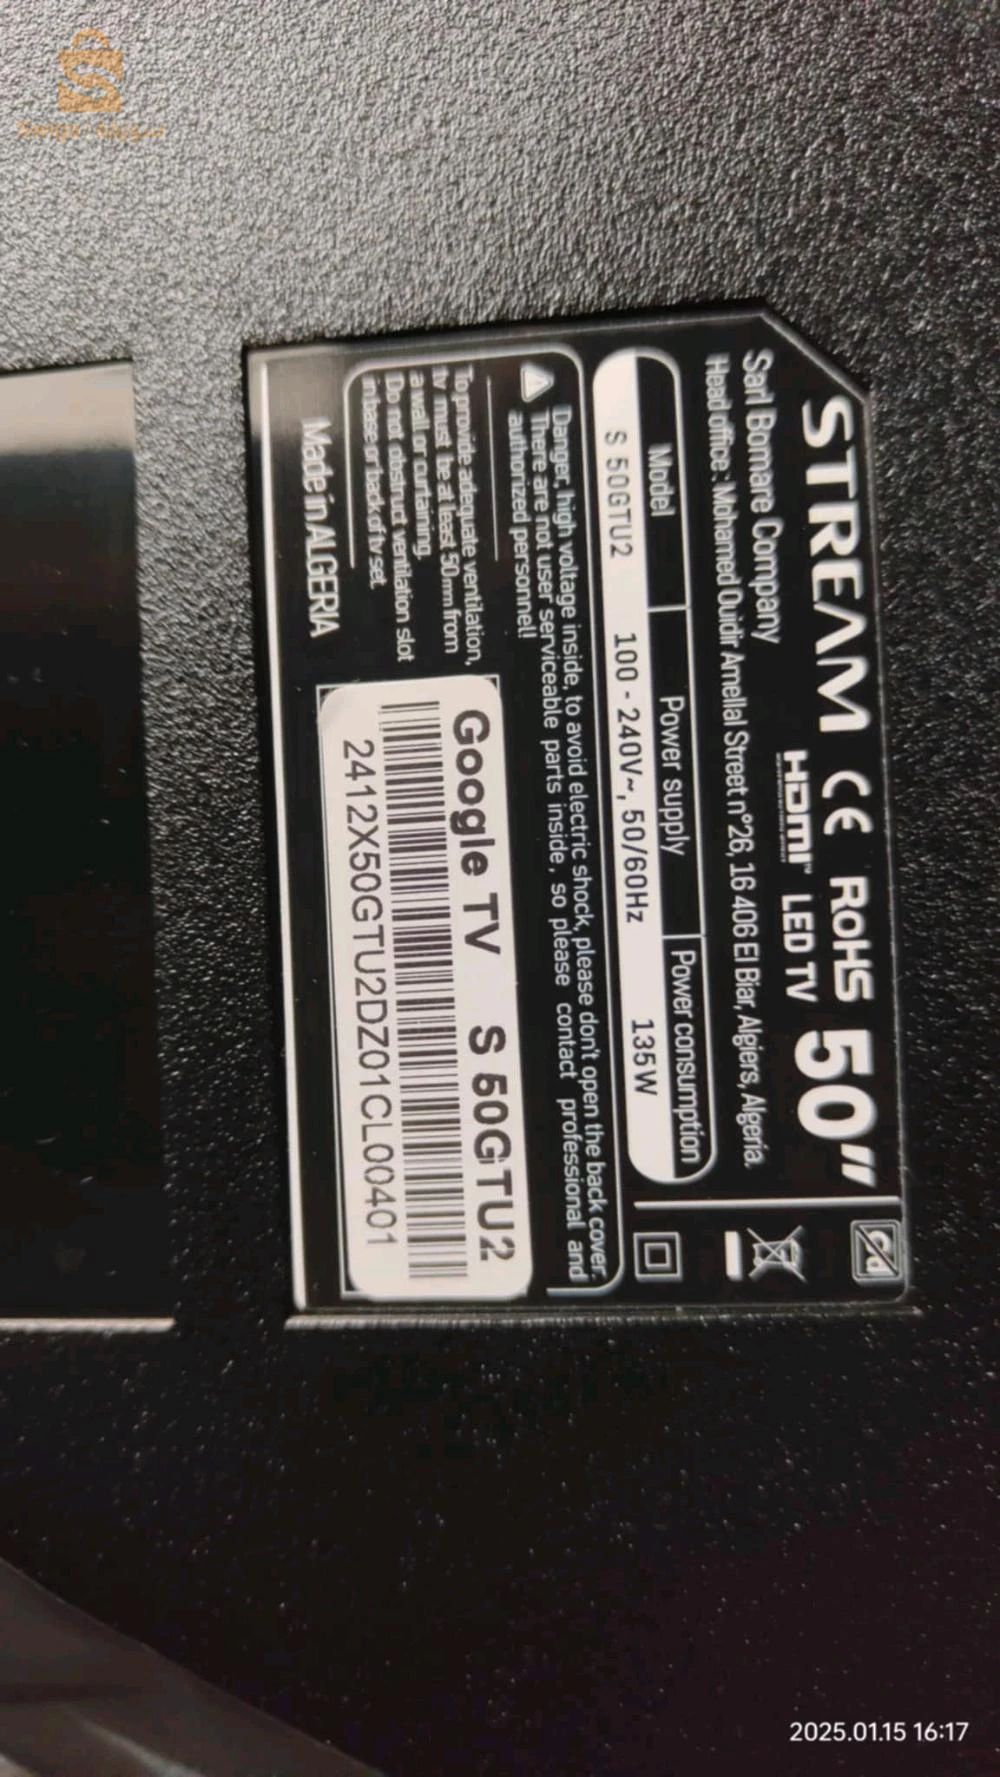 STREAM CE RoHS 50"
HDMI™ LED TV
Sarl Bomare Company
Head office : Mohamed Ouidir Amellal Street n°26, 16 406 El Biar, Algiers, Algeria.
Model Power supply Power consumption
S 50GTU2 100 - 240V~, 50/60Hz 135W
Danger, high voltage inside, to avoid electric shock, please don't open the back cover.
There are not user serviceable parts inside, so please contact professional and
authorized personnel!
To provide adequate ventilation,
tv must be at least 50mm from
a wall or curtaining.
Do not obstruct ventilation slot
in base or back of tv set.
Made in ALGERIA
Google TV S 50GTU2
2412X50GTU2DZ01CL00401
2025.01.15 16:17